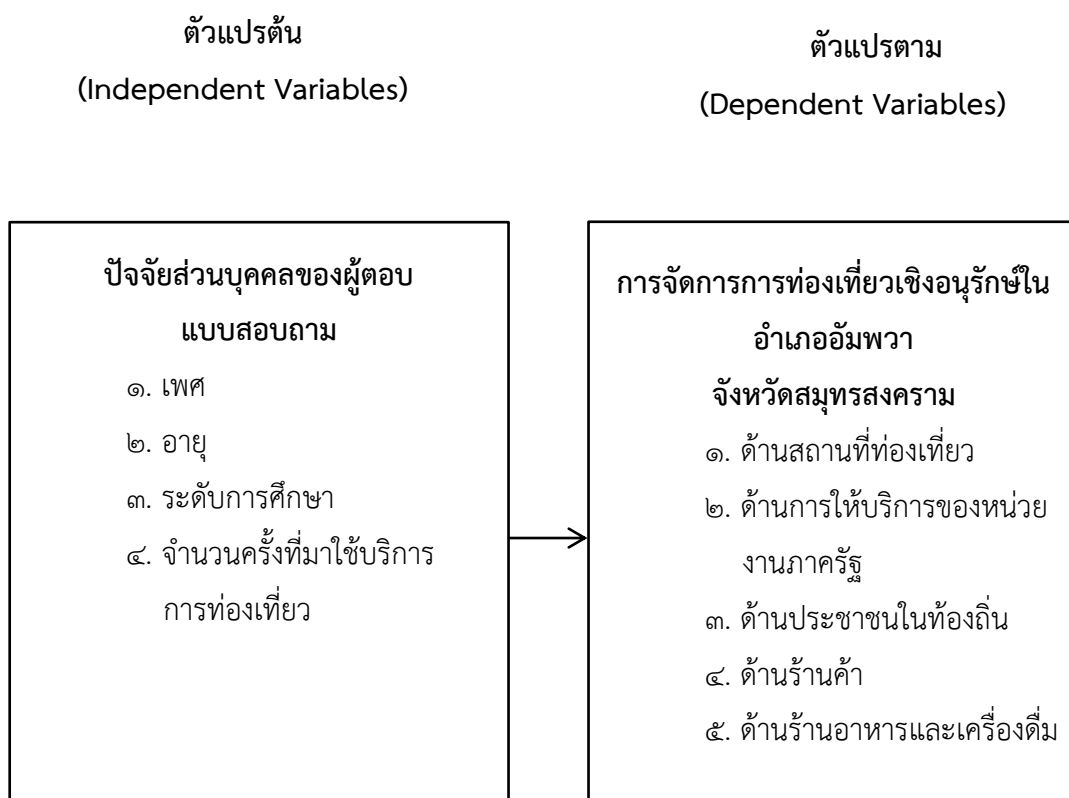 ตัวแปรต้น
(Independent Variables)
ตัวแปรตาม
(Dependent Variables)
ปัจจัยส่วนบุคคลของผู้ตอบ
แบบสอบถาม
๑. เพศ
๒. อายุ
๓. ระดับการศึกษา
๔. จำนวนครั้งที่มาใช้บริการ
การท่องเที่ยว
การจัดการการท่องเที่ยวเชิงอนุรักษ์ใน
อำเภออัมพวา
จังหวัดสมุทรสงคราม
๑. ด้านสถานที่ท่องเที่ยว
๒. ด้านการให้บริการของหน่วย
งานภาครัฐ
๓. ด้านประชาชนในท้องถิ่น
๔. ด้านร้านค้า
๕. ด้านร้านอาหารและเครื่องดื่ม